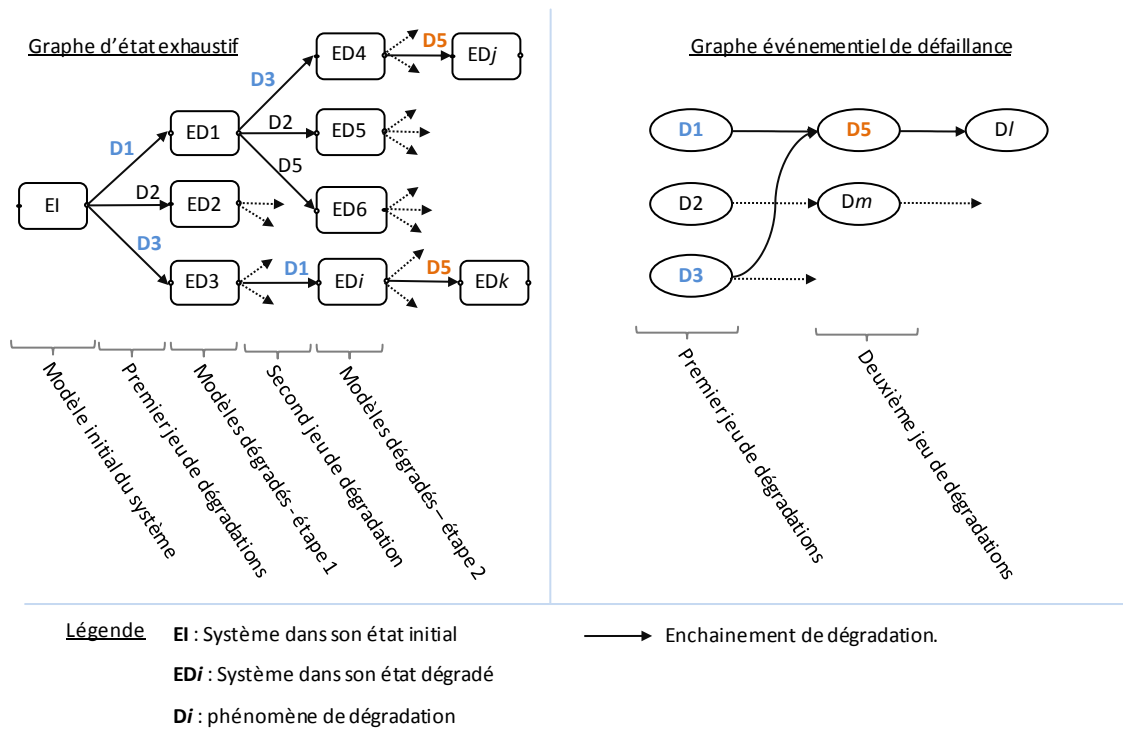 Graphe d'état exhaustif
Graphe événementiel de défaillance
ED4
D5
EDj
D3
ED1
D2
ED5
D1
D5
EI
D2
ED2
ED6
D3
ED3
D1
EDi
D5
EDk
D1
D5
Dl
D2
Dm
D3
Modèle initial du système
Premier jeu de dégradations
Modèles dégradés - étape 1
Second jeu de dégradation
Modèles dégradés – étape 2
Premier jeu de dégradations
Deuxième jeu de dégradations
Légende
EI : Système dans son état initial
Enchainement de dégradation.
EDi : Système dans son état dégradé
Di : phénomène de dégradation